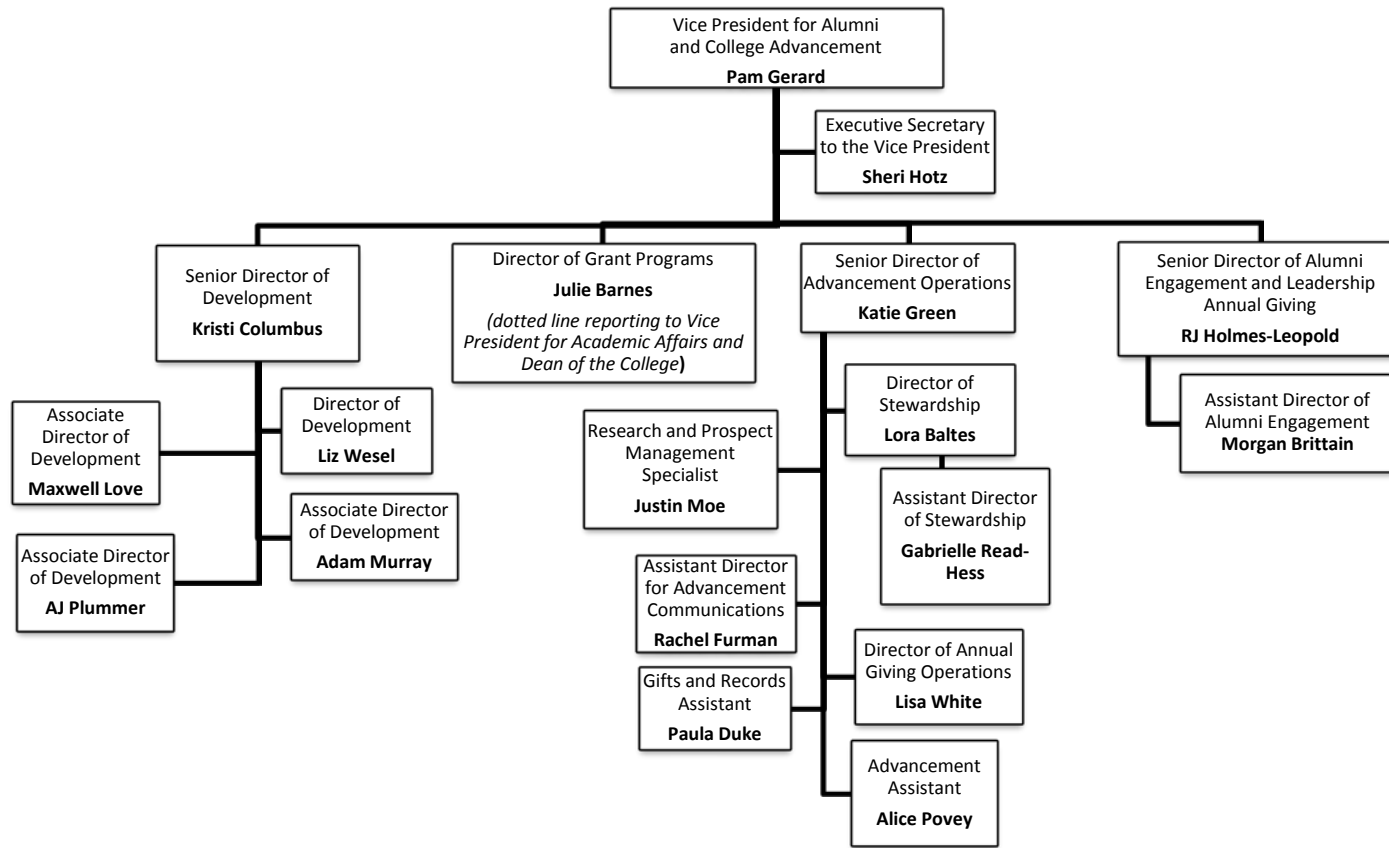 Vice President for Alumni
and College Advancement
Pam Gerard
Executive Secretary
to the Vice President
Sheri Hotz
Senior Director of
Development
Kristi Columbus
Director of Grant Programs
Julie Barnes
(dotted line reporting to Vice
President for Academic Affairs and
Dean of the College)
Senior Director of
Advancement Operations
Katie Green
Senior Director of Alumni
Engagement and Leadership
Annual Giving
RJ Holmes-Leopold
Associate
Director of
Development
Maxwell Love
Director of
Development
Liz Wesel
Associate Director
of Development
Adam Murray
Associate Director
of Development
AJ Plummer
Research and Prospect
Management
Specialist
Justin Moe
Director of
Stewardship
Lora Baltes
Assistant Director
of Stewardship
Gabrielle Read-
Hess
Assistant Director
for Advancement
Communications
Rachel Furman
Director of Annual
Giving Operations
Lisa White
Gifts and Records
Assistant
Paula Duke
Advancement
Assistant
Alice Povey
Assistant Director of
Alumni Engagement
Morgan Brittain